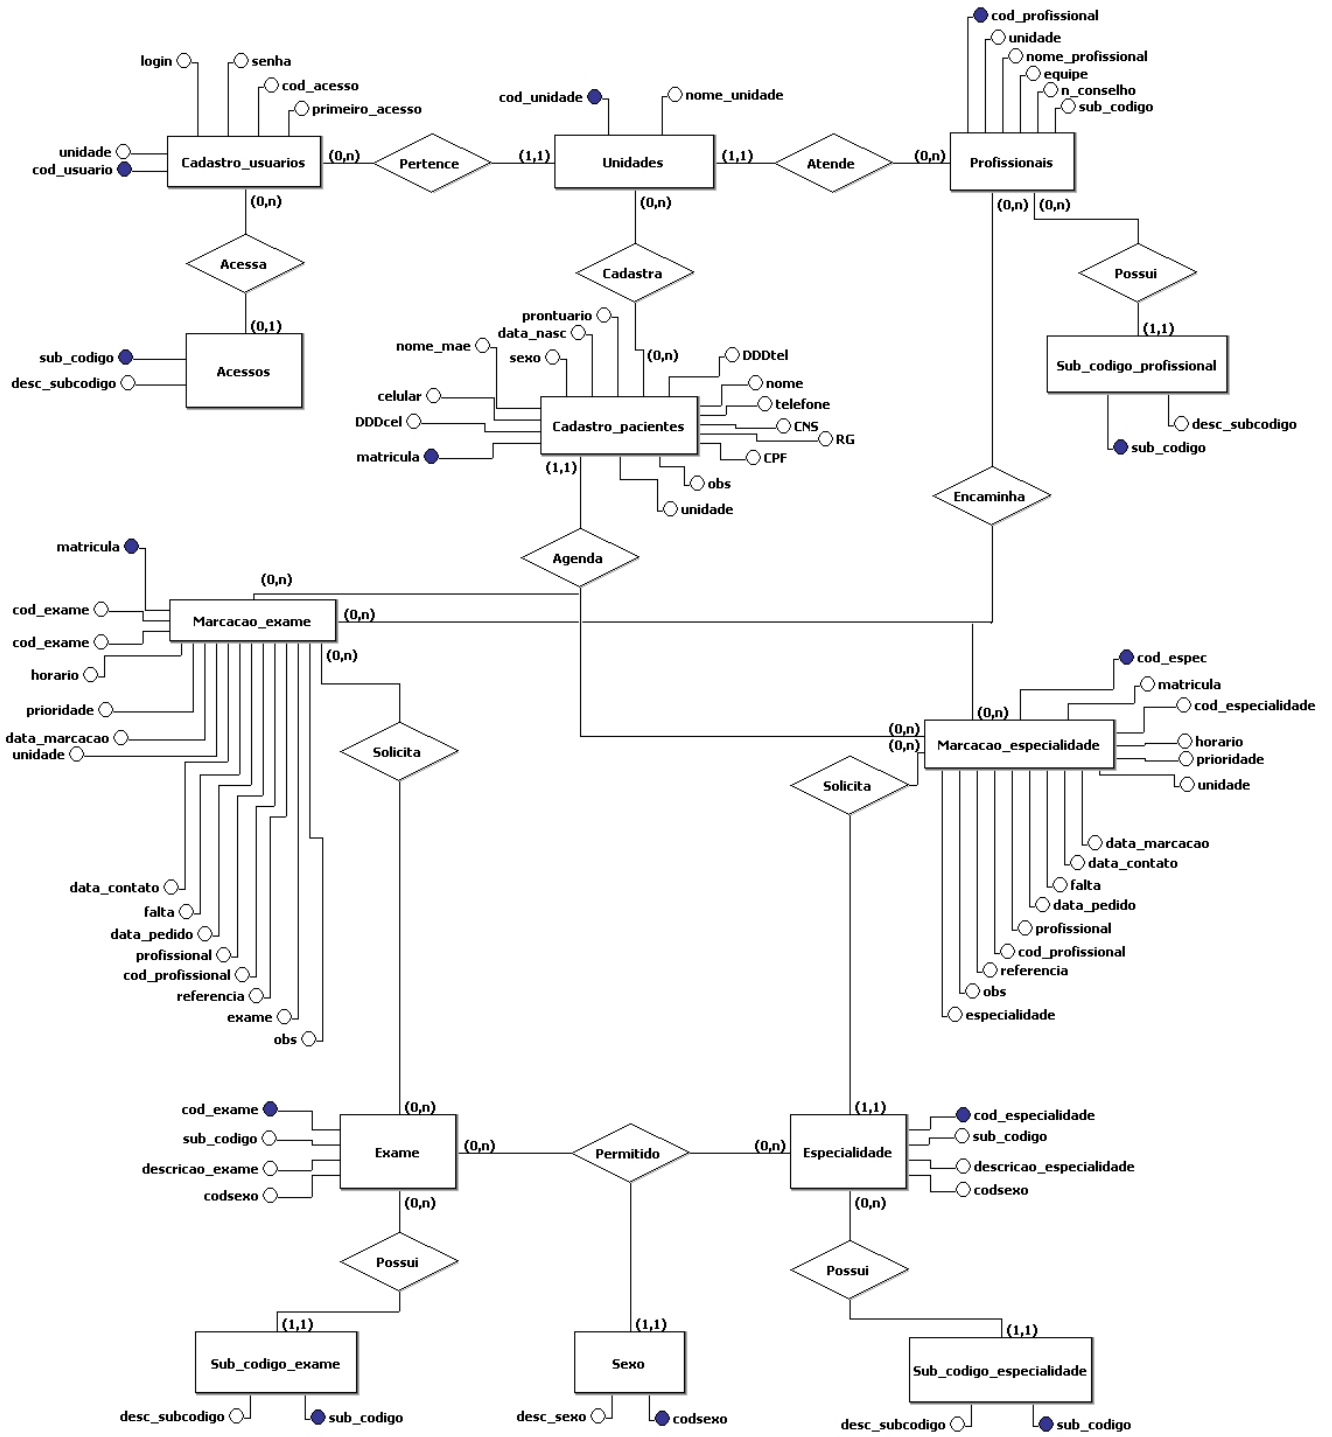 cod_profissional
unidade
nome_profissional
equipe
n_conselho
sub_codigo
login
senha
cod_acesso
primeiro_acesso
cod_unidade
nome_unidade
unidade
cod_usuario
Cadastro_usuarios
(0,n)
Pertence
(1,1)
Unidades
(1,1)
Atende
(0,n)
Profissionais
(0,n)
(0,n)
(0,n)
(0,n)
Acessa
Cadastra
Possui
(0,1)
(1,1)
sub_codigo
desc_subcodigo
Acessos
prontuario
data_nasc
nome_mae
sexo
(0,n)
DDDtel
nome
celular
telefone
DDDcel
CNS
RG
matricula
CPF
Cadastro_pacientes
(1,1)
obs
unidade
Sub_codigo_profissional
desc_subcodigo
sub_codigo
Encaminha
Agenda
matricula
(0,n)
cod_exame
Marcacao_exame
(0,n)
cod_exame
(0,n)
horario
prioridade
data_marcacao
unidade
Solicita
cod_espec
matricula
cod_especialidade
(0,n)
(0,n)
(0,n)
Marcacao_especialidade
horario
prioridade
unidade
Solicita
data_marcacao
data_contato
falta
data_pedido
profissional
cod_profissional
referencia
obs
especialidade
data_contato
falta
data_pedido
profissional
cod_profissional
referencia
exame
obs
cod_exame
(0,n)
sub_codigo
descricao_exame
codsexo
Exame
(0,n)
Permitido
(0,n)
(1,1)
Especialidade
cod_especialidade
sub_codigo
descricao_especialidade
codsexo
(0,n)
(0,n)
Possui
Possui
(1,1)
(1,1)
(1,1)
Sub_codigo_exame
Sexo
Sub_codigo_especialidade
desc_subcodigo
sub_codigo
desc_sexo
codsexo
desc_subcodigo
sub_codigo